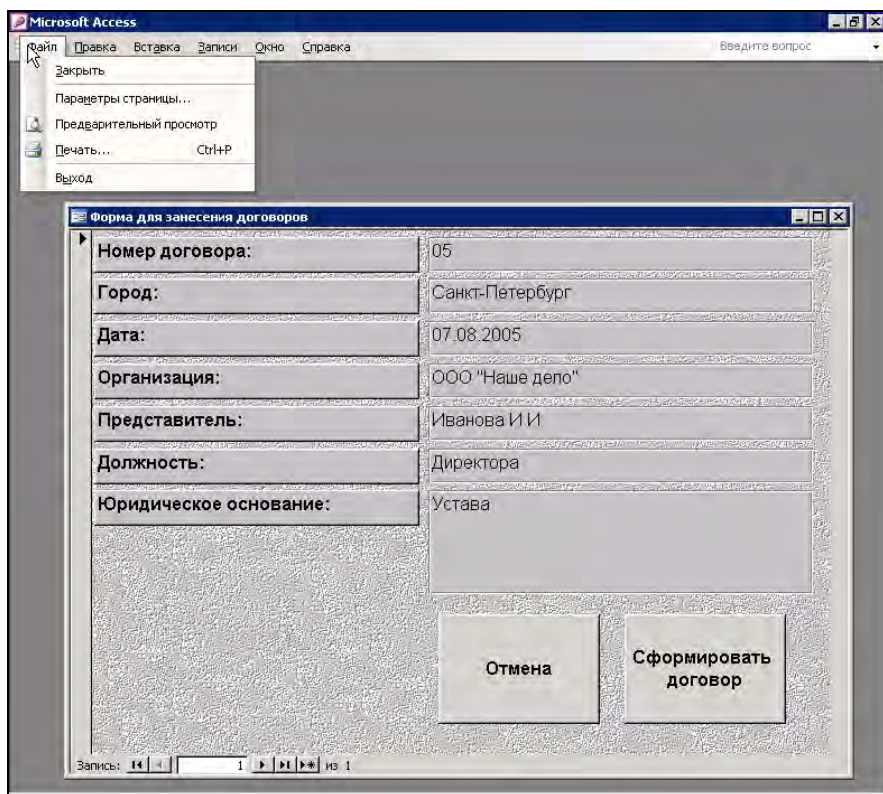 Microsoft Access
Файл Правка Вставка Записи Окно Справка Введите вопрос
Закрыть
Параметры страницы...
Предварительный просмотр
Печать... Ctrl+P
Выход
Форма для занесения договоров
Номер договора: 05
Город: Санкт-Петербург
Дата: 07.08.2005
Организация: ООО "Наше дело"
Представитель: Иванова И И
Должность: Директора
Юридическое основание: Устава
Отмена
Сформировать
договор
Запись: 1 из 1